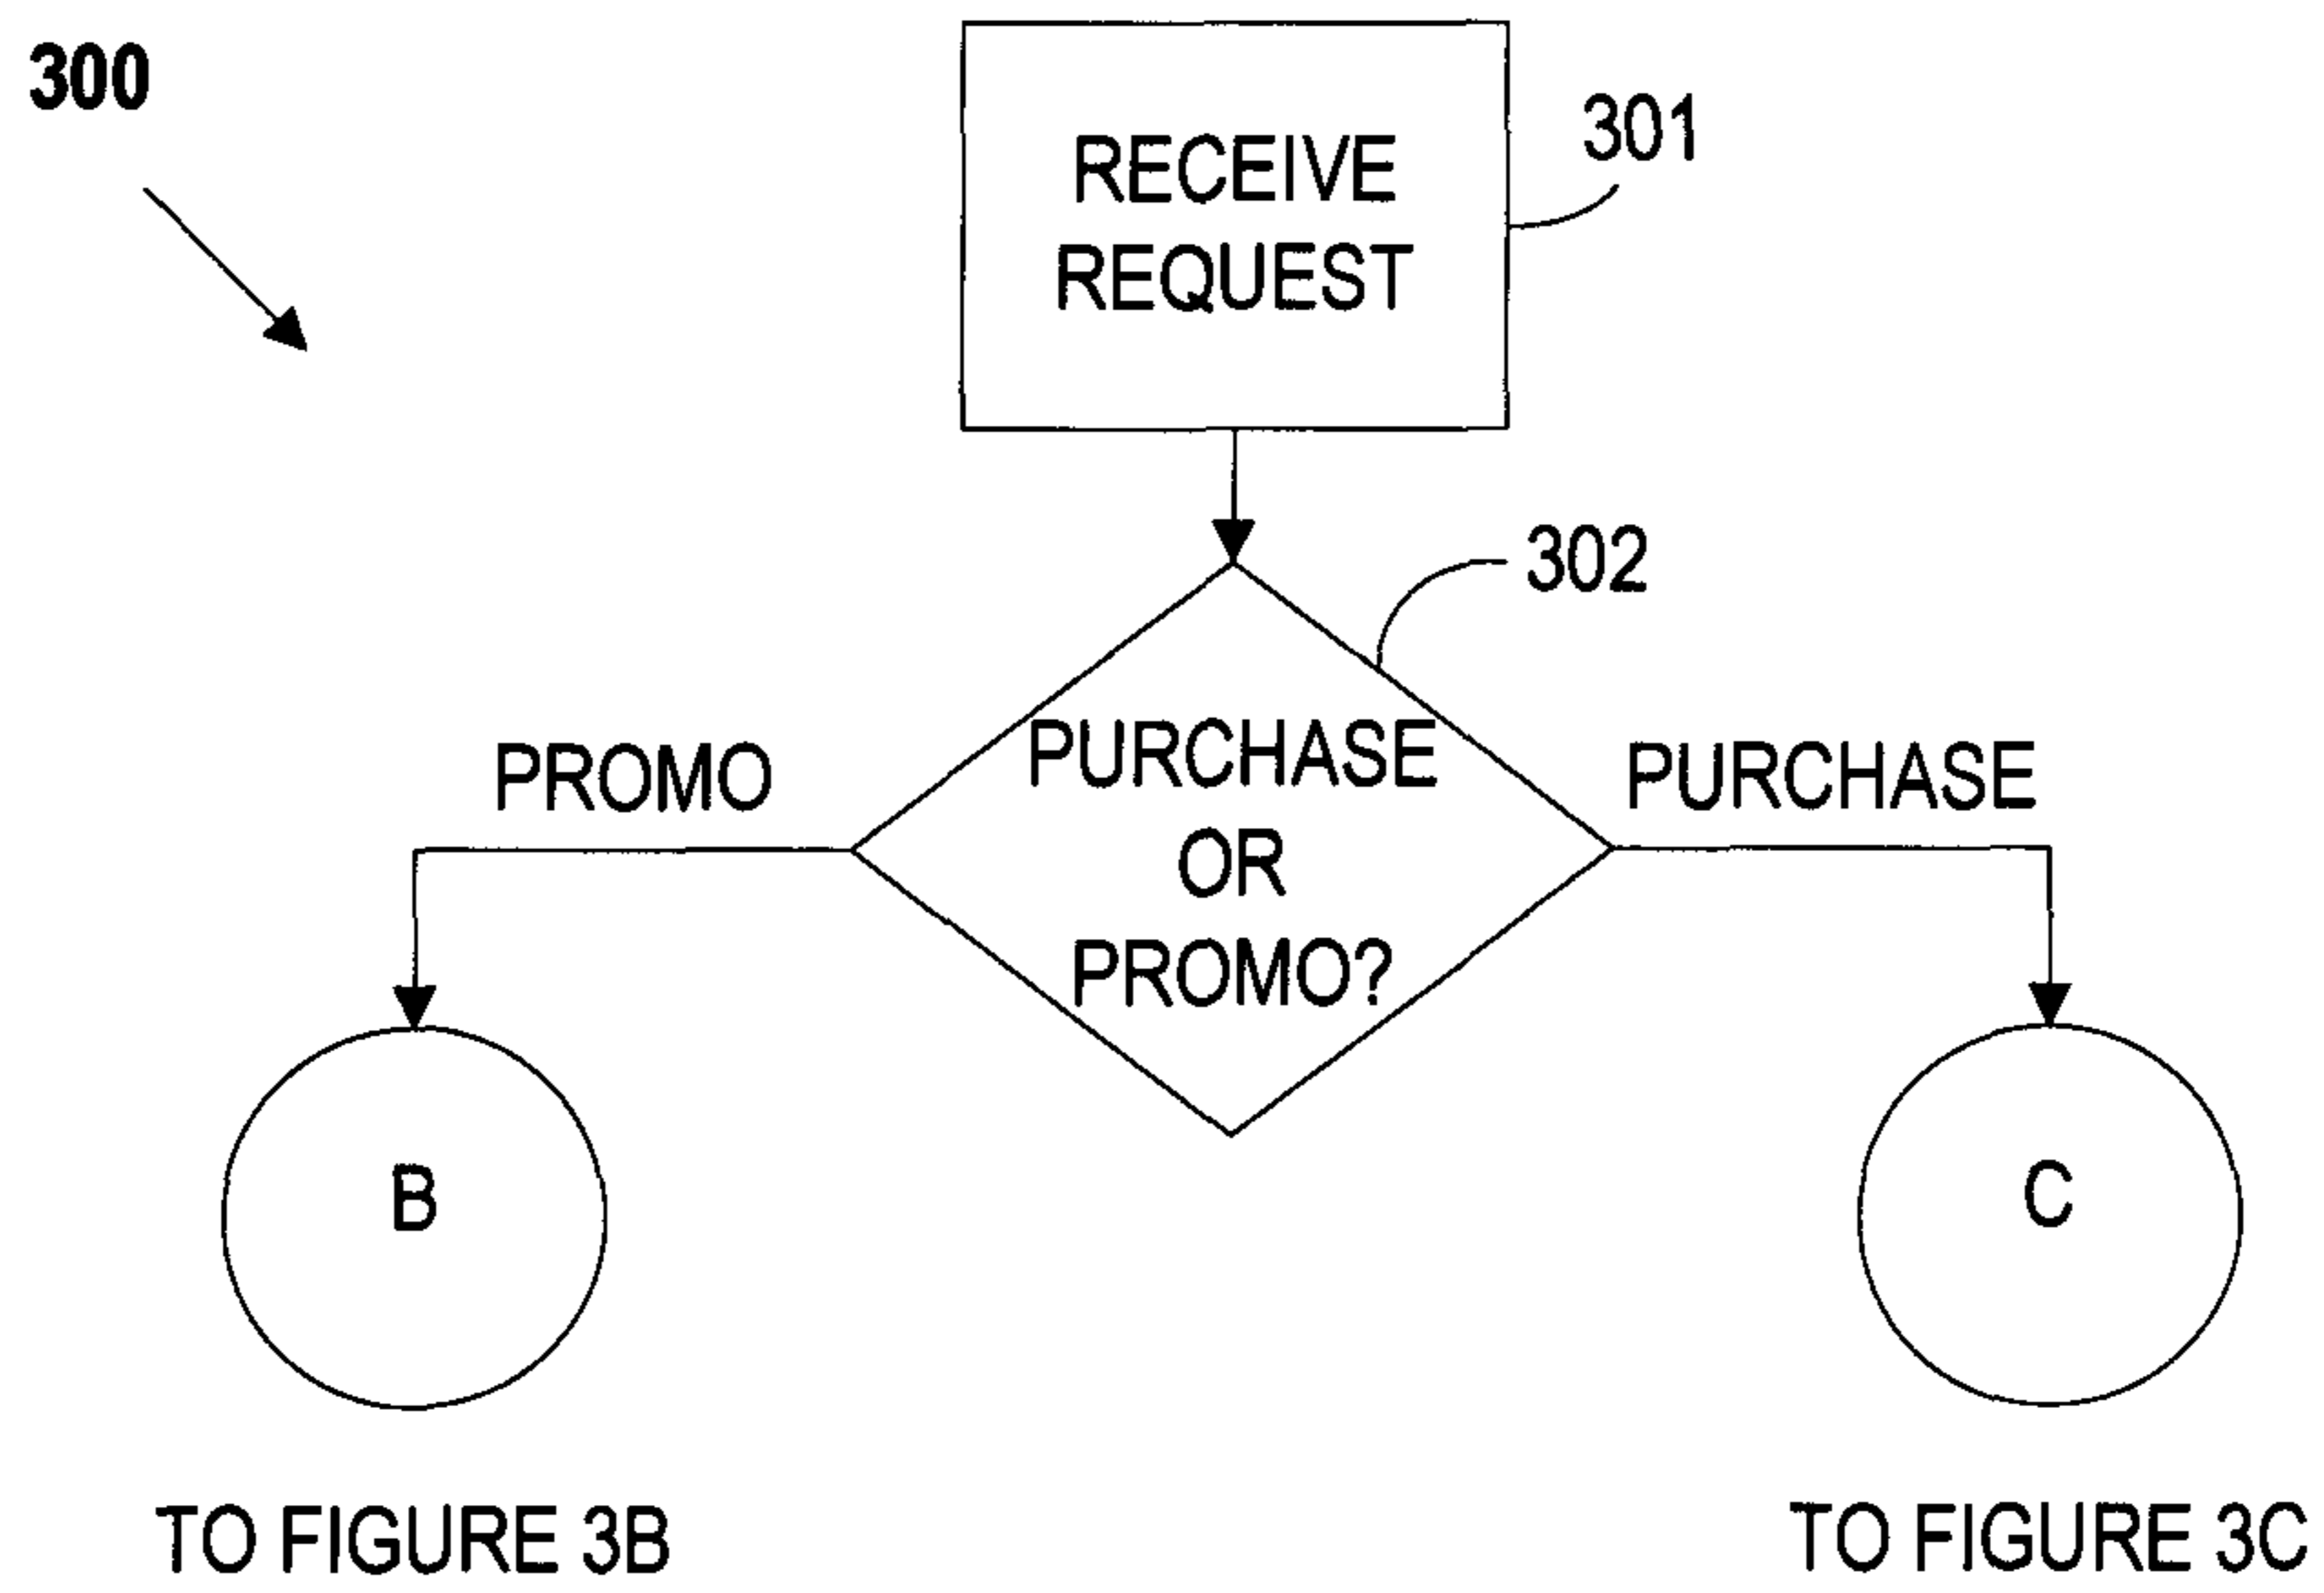 300
RECEIVE
REQUEST
301
302
PURCHASE
OR
PROMO?
PROMO
PURCHASE
B
C
TO FIGURE 3B
TO FIGURE 3C